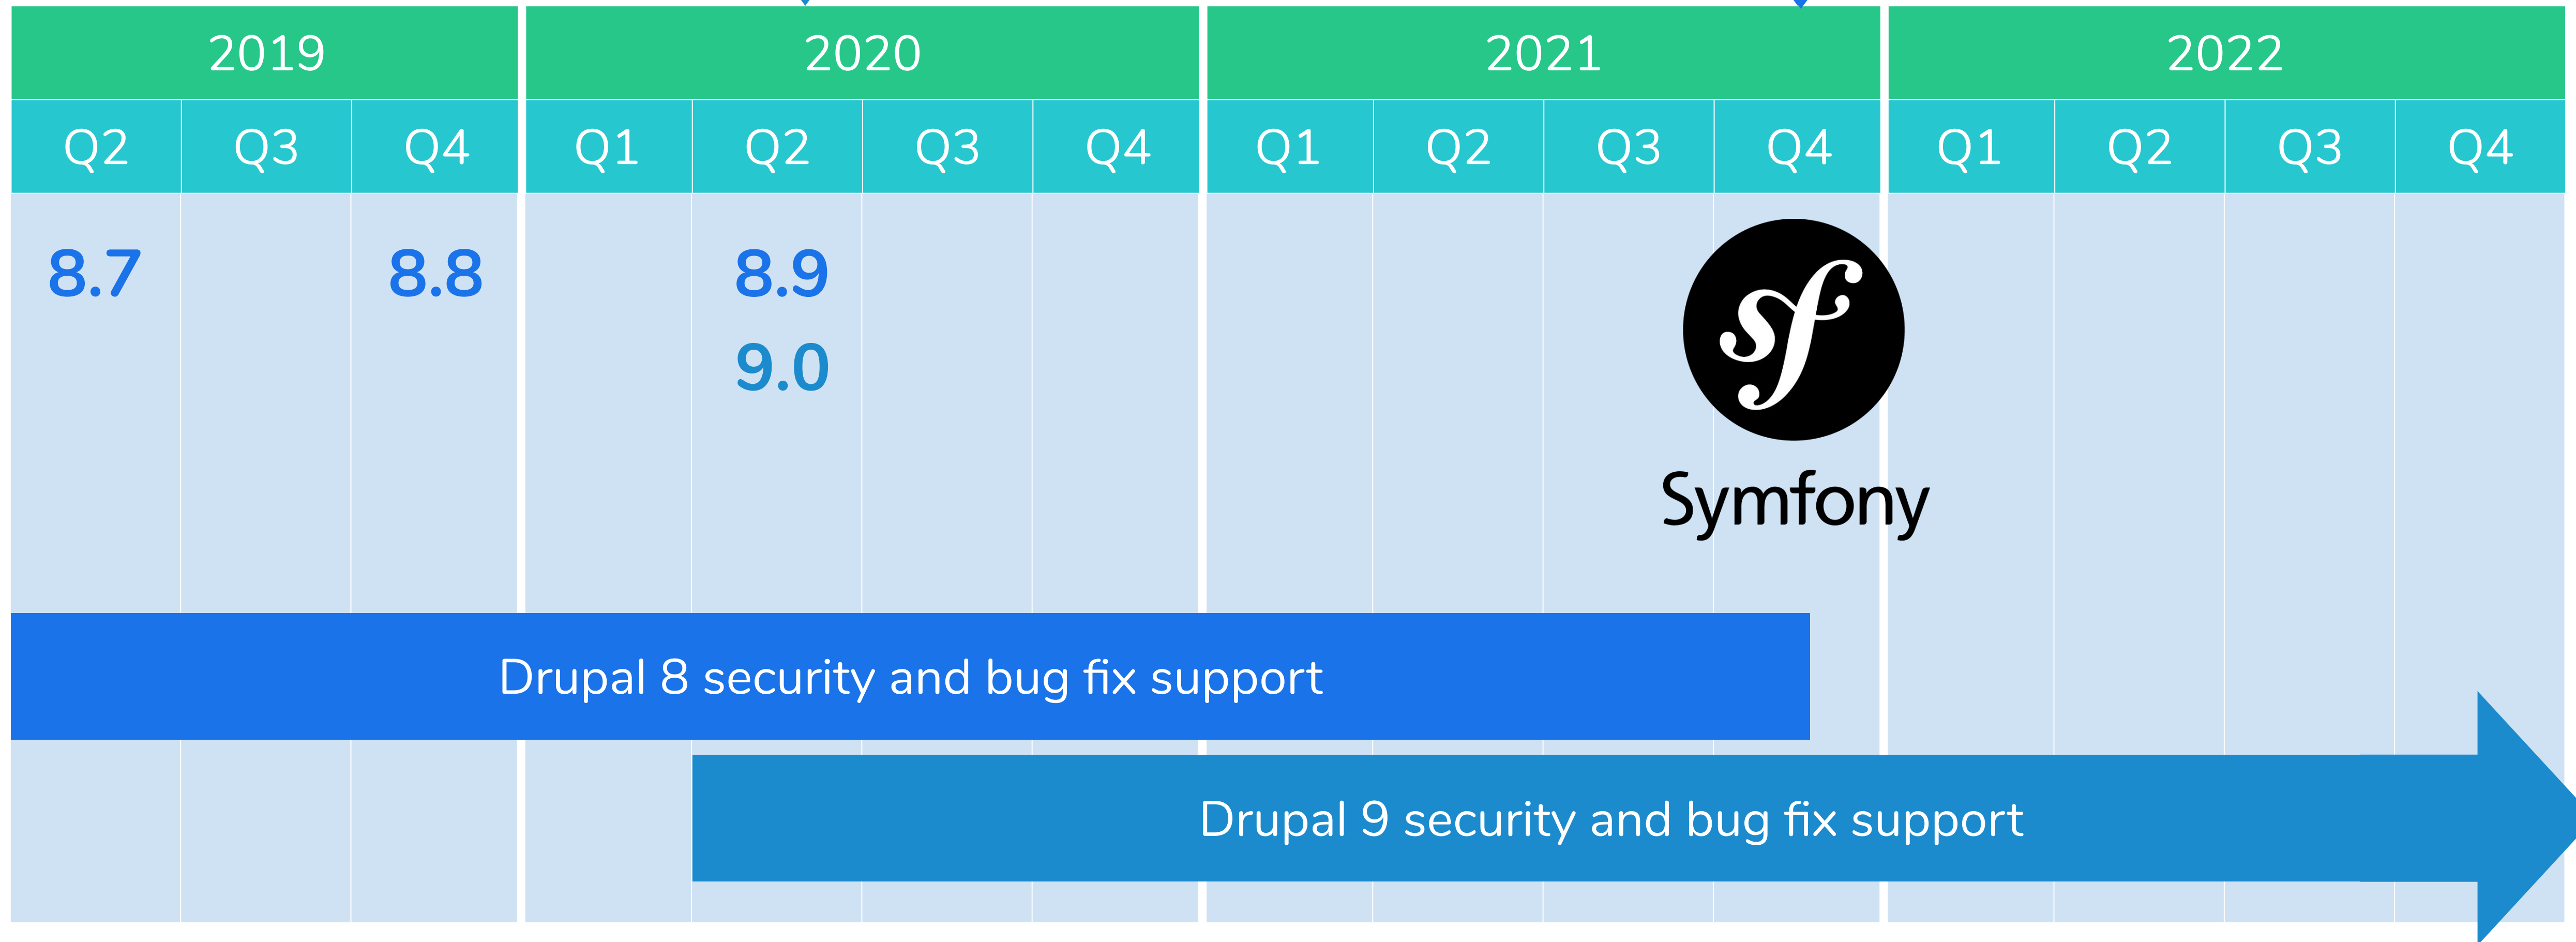 2019 2020 2021 2022
Q2 Q3 Q4 Q1 Q2 Q3 Q4 Q1 Q2 Q3 Q4 Q1 Q2 Q3 Q4
8.7 8.8 8.9
9.0
sf
Symfony
Drupal 8 security and bug fix support
Drupal 9 security and bug fix support